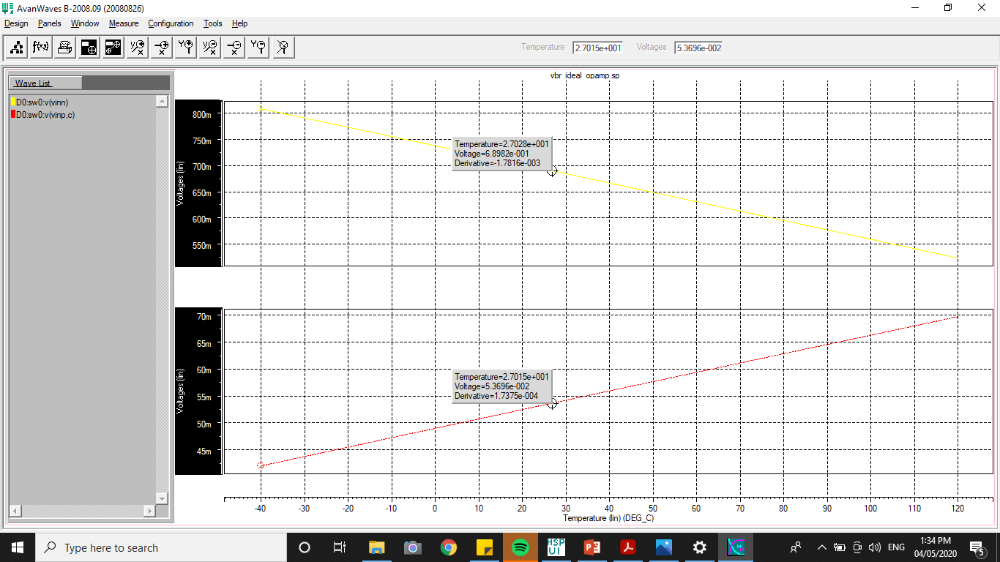 AvanWaves B-2008.09 (20080826)
Design Panels Window Measure Configuration Tools Help
f(x) Y/X X Y Y/X X Y
Temperature 2.7015e+001 Voltages 5.3696e-002
Wave List
D0:sw0:v(vinn)
D0:sw0:v(vinp,c)
vbr_ideal_opamp.sp
Voltages (lin)
800m
750m
700m
650m
600m
550m
Temperature=2.7028e+001
Voltage=6.8982e-001
Derivative=-1.7816e-003
Voltages (lin)
70m
65m
60m
55m
50m
45m
Temperature=2.7015e+001
Voltage=5.3696e-002
Derivative=1.7375e-004
-40 -30 -20 -10 0 10 20 30 40 50 60 70 80 90 100 110 120
Temperature (lin) (DEG_C)
Type here to search
HSP
UI
ENG
1:34 PM
04/05/2020
5